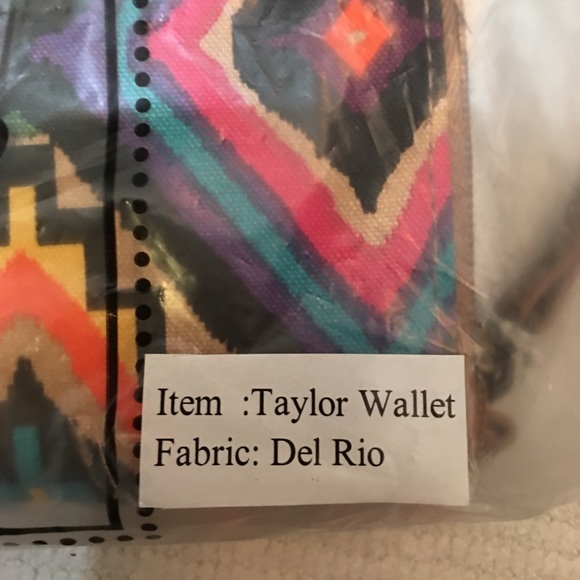 Item :Taylor Wallet
Fabric: Del Rio